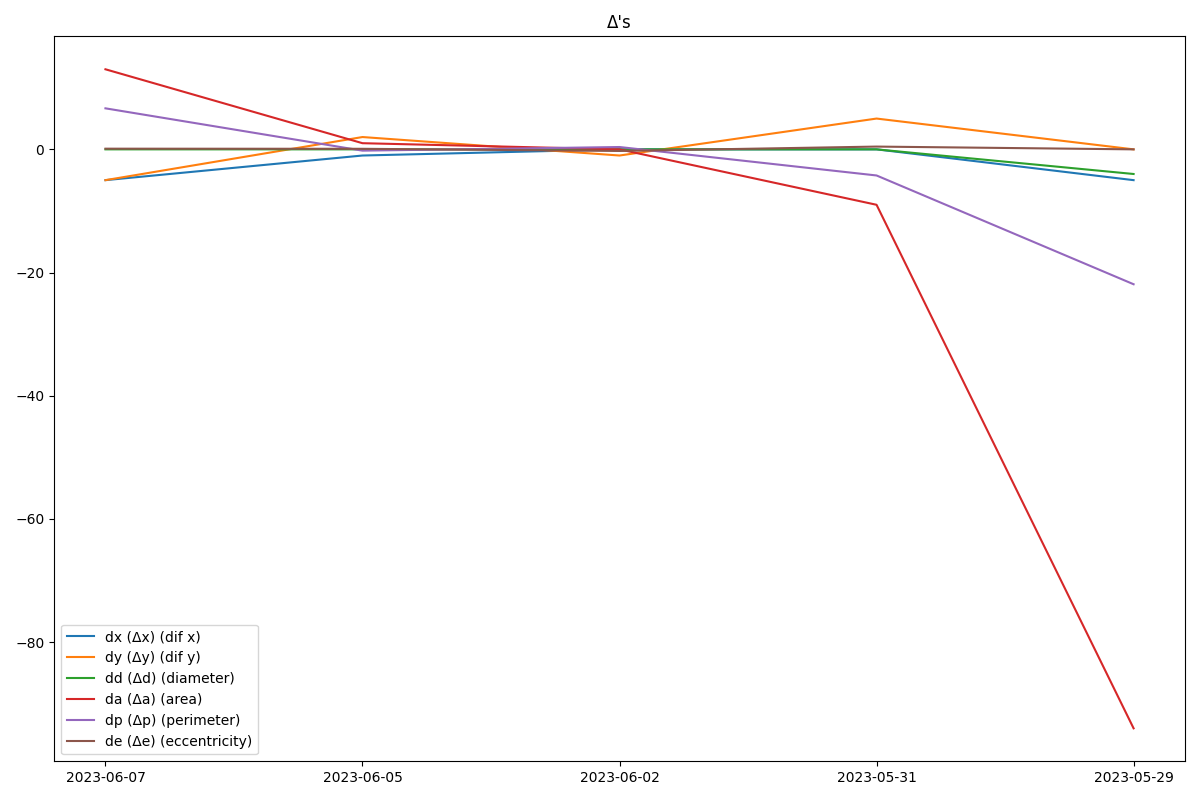 Δ's
0
−20
−40
−60
−80
dx (Δx) (dif x)
dy (Δy) (dif y)
dd (Δd) (diameter)
da (Δa) (area)
dp (Δp) (perimeter)
de (Δe) (eccentricity)
2023-06-07 2023-06-05 2023-06-02 2023-05-31 2023-05-29